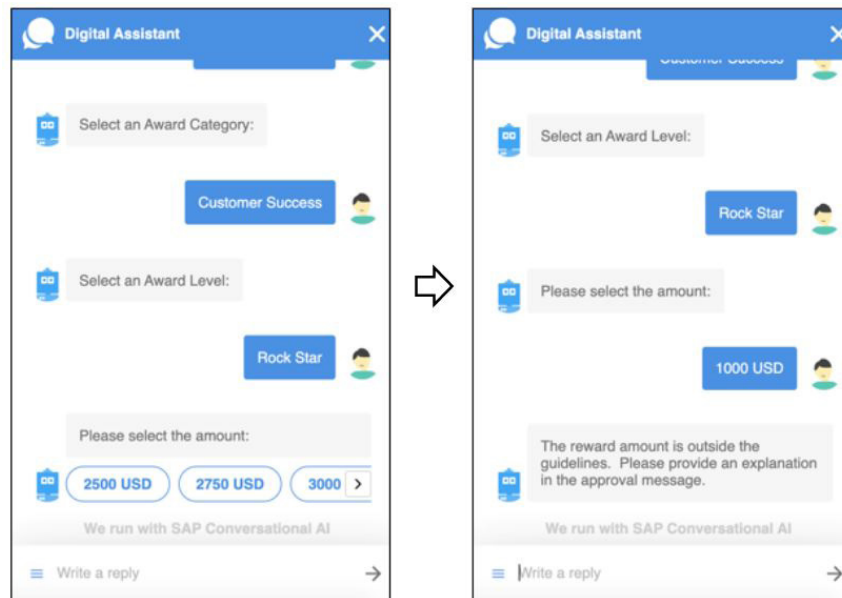 Digital Assistant
Select an Award Category:
Customer Success
Select an Award Level:
Rock Star
Please select the amount:
2500 USD
2750 USD
3000
We run with SAP Conversational AI
Write a reply
Digital Assistant
Customer Success
Select an Award Level:
Rock Star
Please select the amount:
1000 USD
The reward amount is outside the
guidelines. Please provide an explanation
in the approval message.
We run with SAP Conversational AI
Write a reply